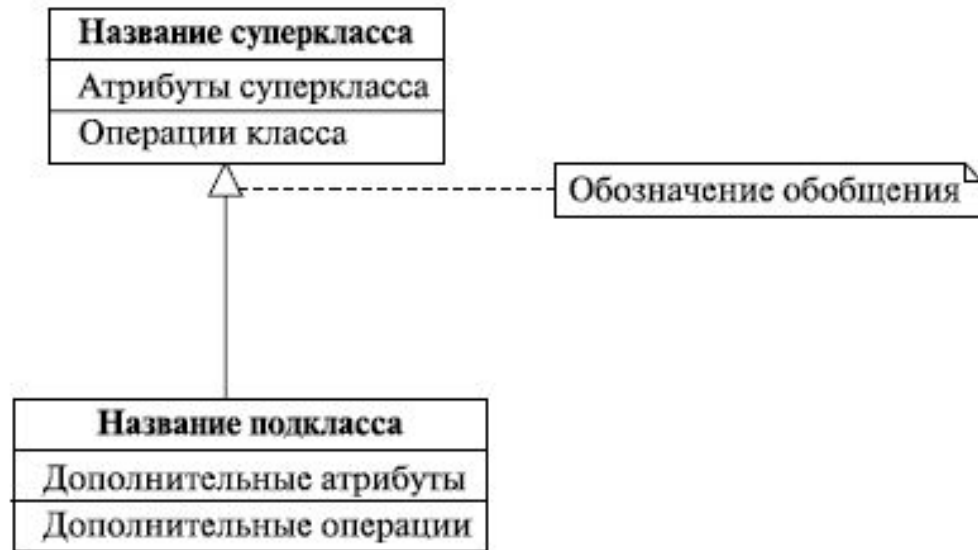 Название суперкласса
Атрибуты суперкласса
Операции класса
Обозначение обобщения
Название подкласса
Дополнительные атрибуты
Дополнительные операции